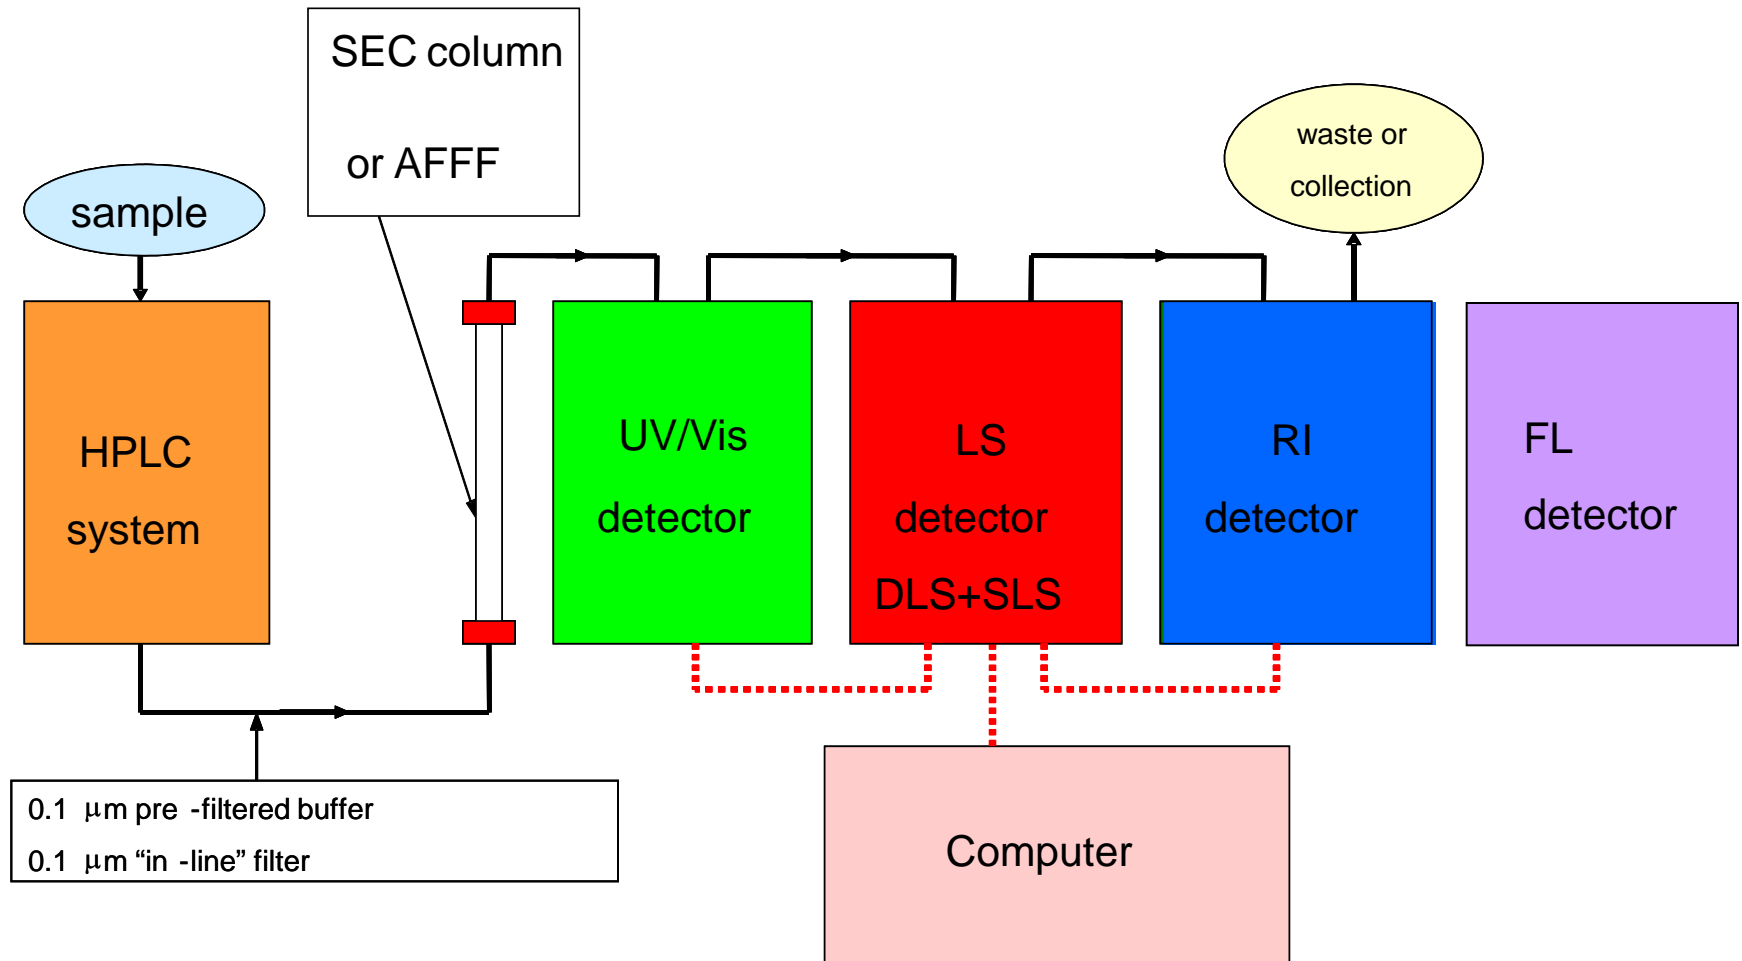 SEC column
or AFFF
sample
waste or
collection
HPLC
system
UV/Vis
detector
LS
detector
DLS+SLS
RI
detector
FL
detector
0.1 μm pre -filtered buffer
0.1 μm “in -line” filter
Computer